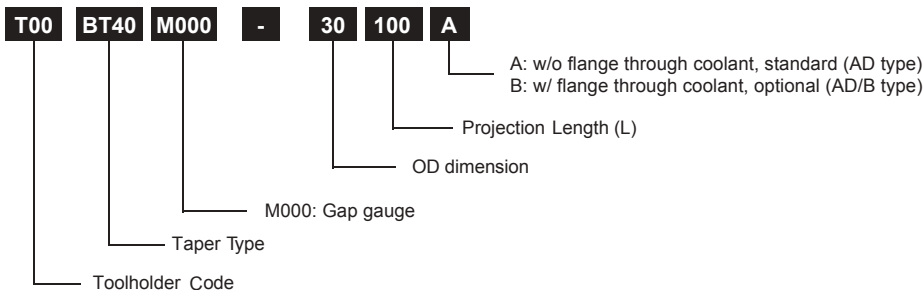 T00 BT40 M000 - 30 100 A
A: w/o flange through coolant, standard (AD type)
B: w/ flange through coolant, optional (AD/B type)
Projection Length (L)
OD dimension
M000: Gap gauge
Taper Type
Toolholder Code